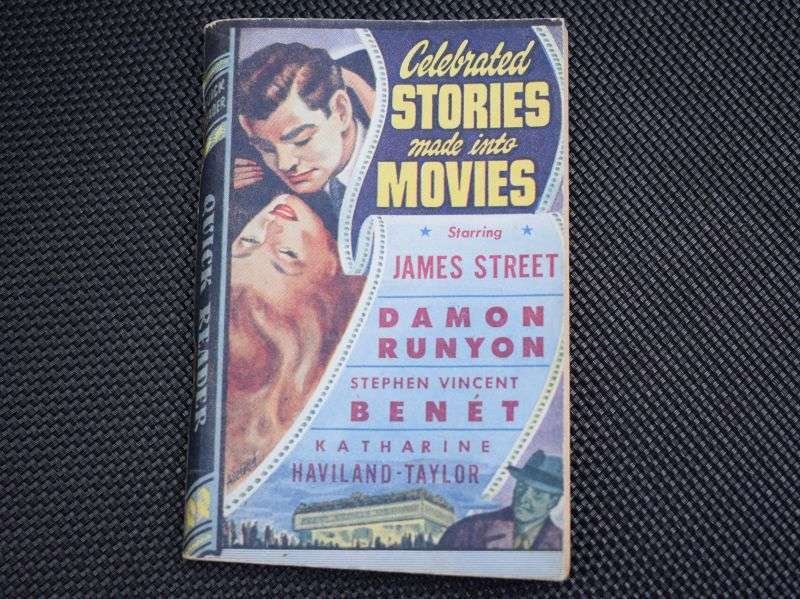 Celebrated
STORIES
made into
MOVIES
Starring
JAMES STREET
DAMON
RUNYON
STEPHEN VINCENT
BENÉT
KATHARINE
HAVILAND-TAYLOR
QUICK READER